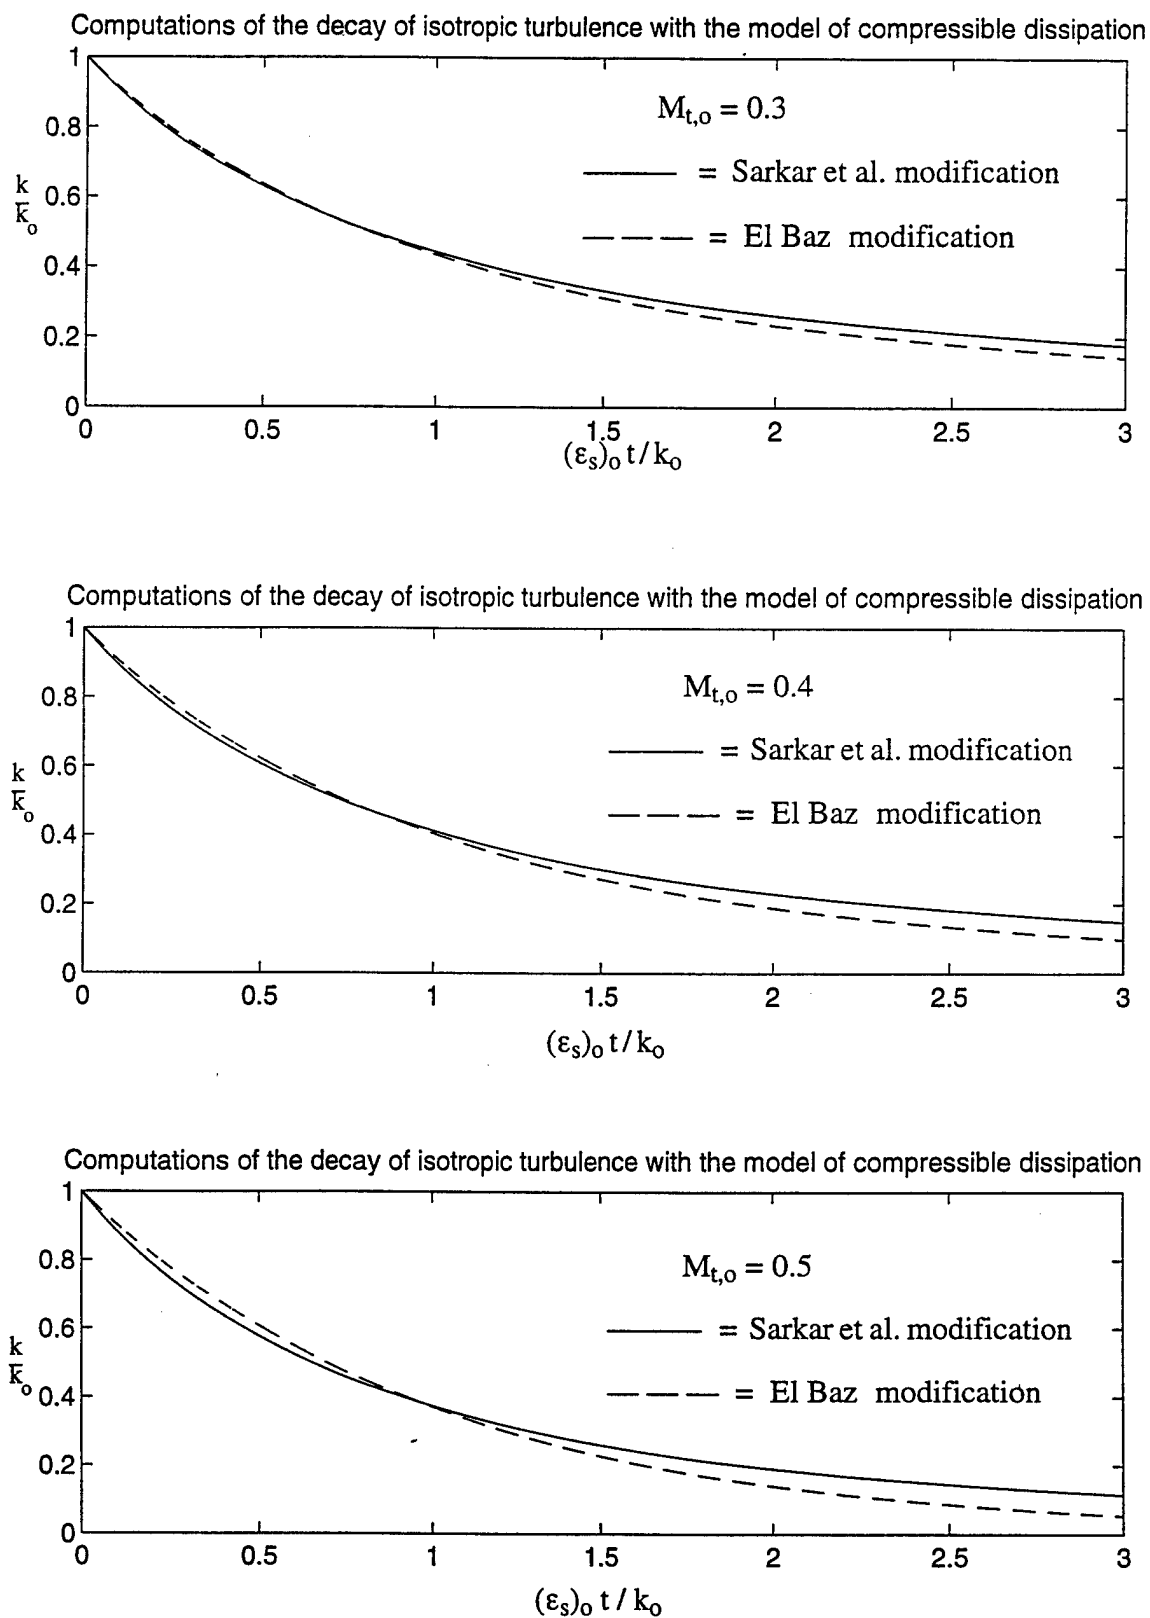 Computations of the decay of isotropic turbulence with the model of compressible dissipation
1
M_{t,o} = 0.3
0.8
= Sarkar et al. modification
k
0.6
k_o
= El Baz modification
0.4
0.2
0
0 0.5 1 1.5 2 2.5 3
(ε_s)_o t / k_o
Computations of the decay of isotropic turbulence with the model of compressible dissipation
1
M_{t,o} = 0.4
0.8
= Sarkar et al. modification
0.6
k
k_o
= El Baz modification
0.4
0.2
0
0 0.5 1 1.5 2 2.5 3
(ε_s)_o t / k_o
Computations of the decay of isotropic turbulence with the model of compressible dissipation
1
M_{t,o} = 0.5
0.8
= Sarkar et al. modification
0.6
k
k_o
= El Baz modification
0.4
0.2
0
0 0.5 1 1.5 2 2.5 3
(ε_s)_o t / k_o